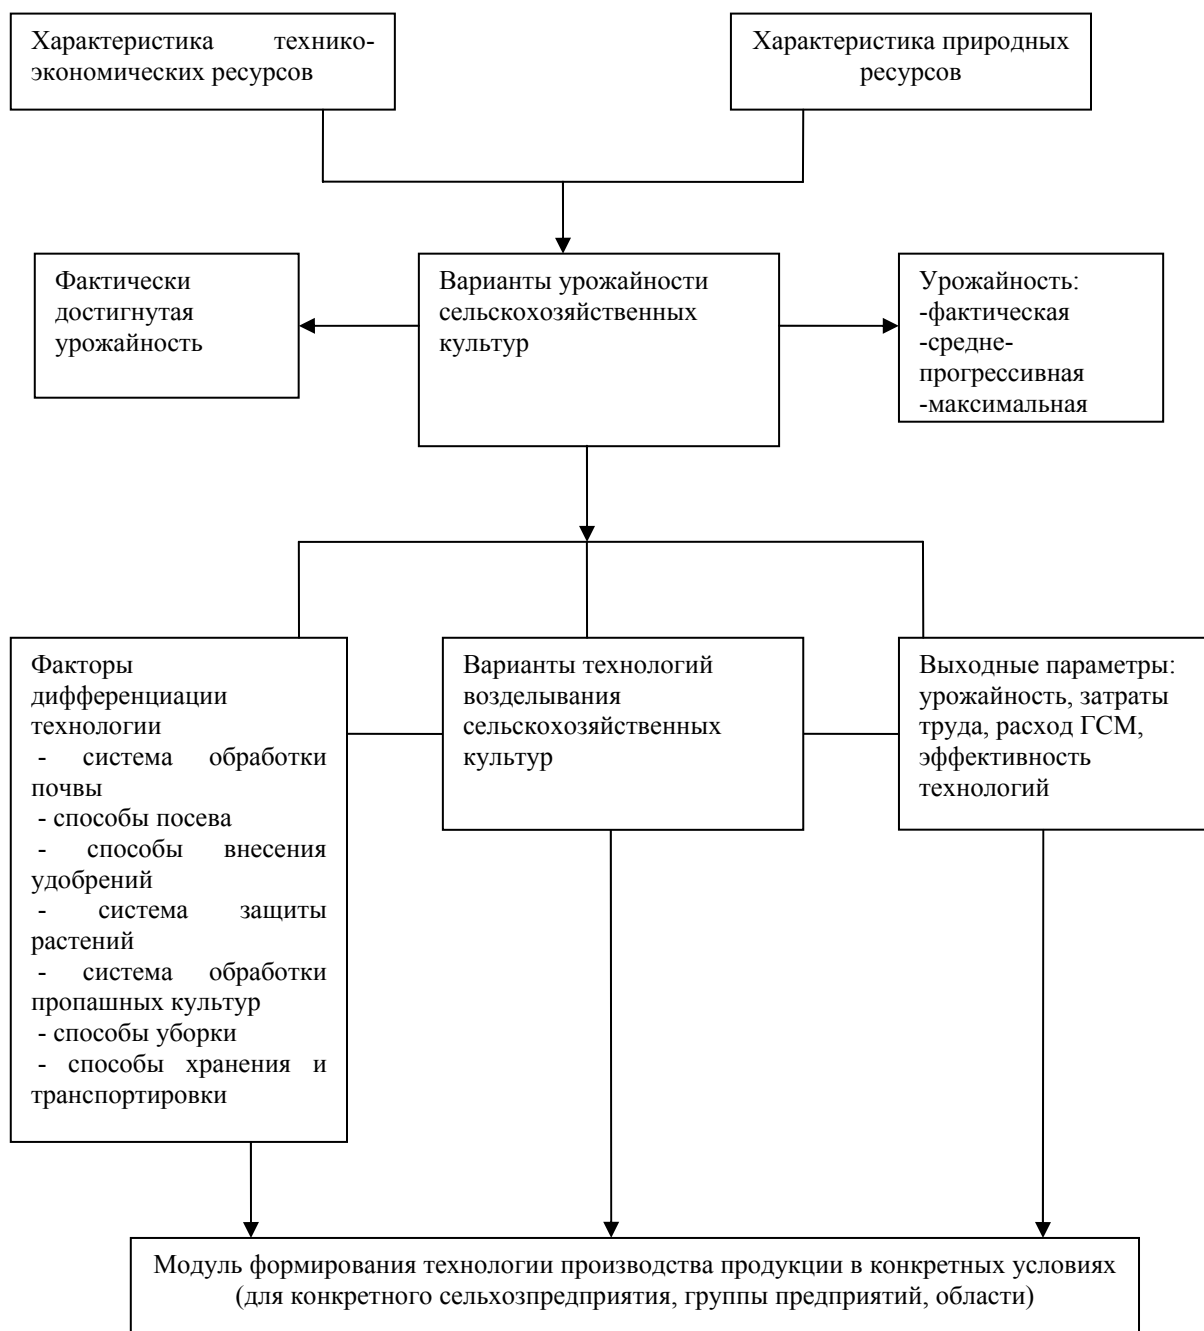 Характеристика технико-
экономических ресурсов
Характеристика природных
ресурсов
Фактически
достигнутая
урожайность
Варианты урожайности
сельскохозяйственных
культур
Урожайность:
-фактическая
-средне-
прогрессивная
-максимальная
Факторы
дифференциации
технологии
- система обработки
почвы
- способы посева
- способы внесения
удобрений
- система защиты
растений
- система обработки
пропашных культур
- способы уборки
- способы хранения и
транспортировки
Варианты технологий
возделывания
сельскохозяйственных
культур
Выходные параметры:
урожайность, затраты
труда, расход ГСМ,
эффективность
технологий
Модуль формирования технологии производства продукции в конкретных условиях
(для конкретного сельхозпредприятия, группы предприятий, области)